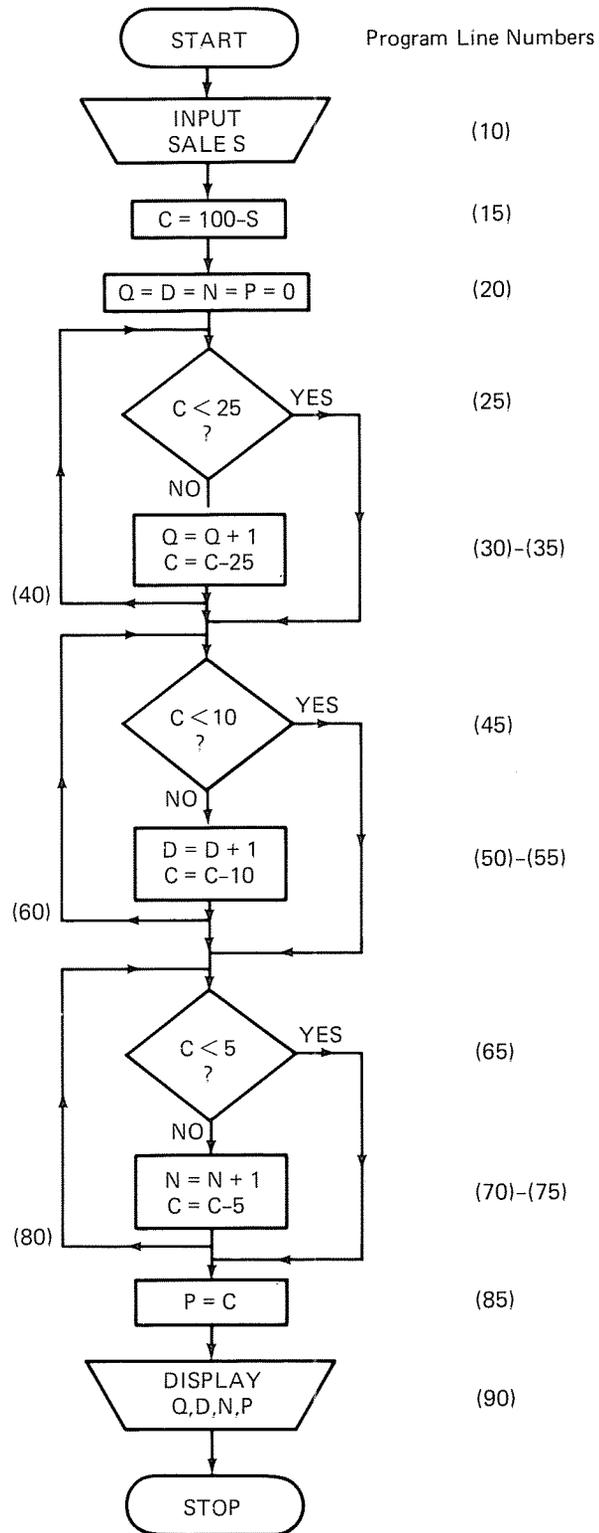 START
Program Line Numbers
INPUT
SALE S
(10)
C = 100–S
(15)
Q = D = N = P = 0
(20)
C < 25
?
YES
(25)
NO
Q = Q + 1
C = C–25
(30)–(35)
(40)
C < 10
?
YES
(45)
NO
D = D + 1
C = C–10
(50)–(55)
(60)
C < 5
?
YES
(65)
NO
N = N + 1
C = C–5
(70)–(75)
(80)
P = C
(85)
DISPLAY
Q,D,N,P
(90)
STOP